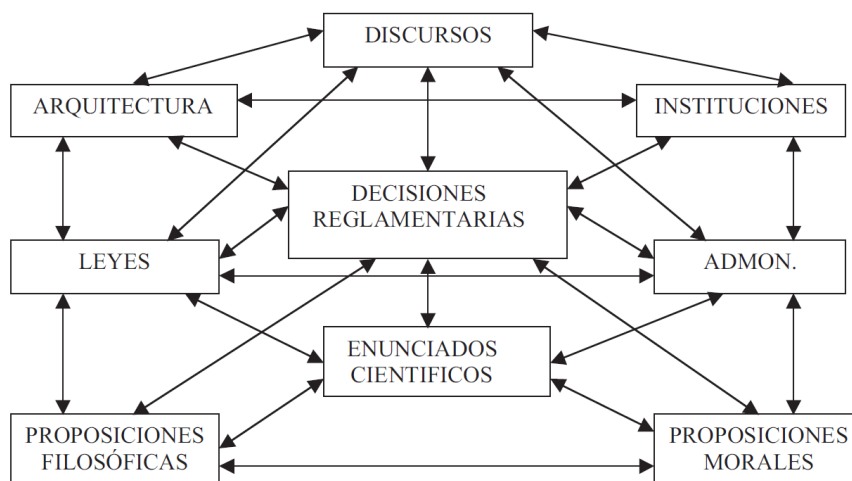 DISCURSOS
ARQUITECTURA
INSTITUCIONES
DECISIONES
REGLAMENTARIAS
LEYES
ADMON.
ENUNCIADOS
CIENTIFICOS
PROPOSICIONES
FILOSÓFICAS
PROPOSICIONES
MORALES